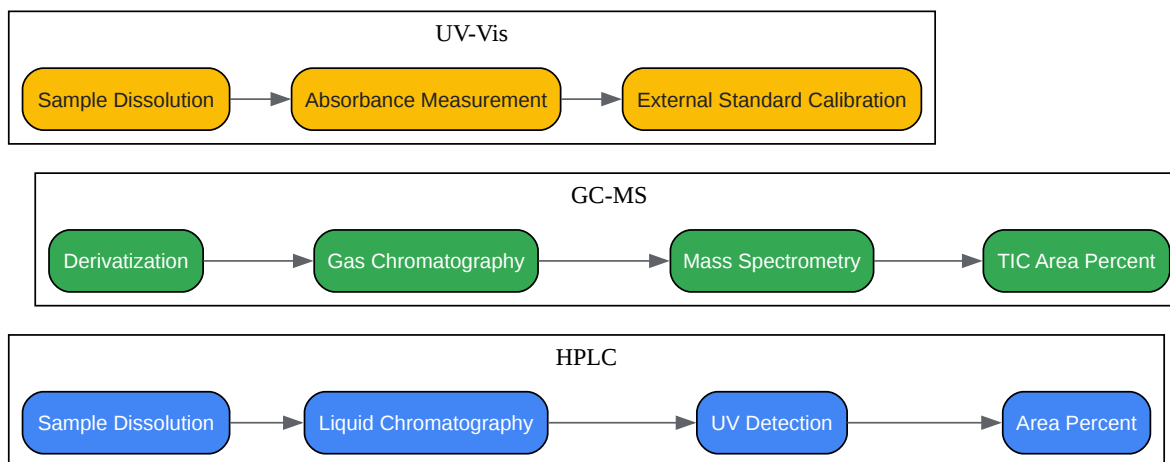 UV-Vis
Sample Dissolution
Absorbance Measurement
External Standard Calibration
GC-MS
Derivatization
Gas Chromatography
Mass Spectrometry
TIC Area Percent
HPLC
Sample Dissolution
Liquid Chromatography
UV Detection
Area Percent